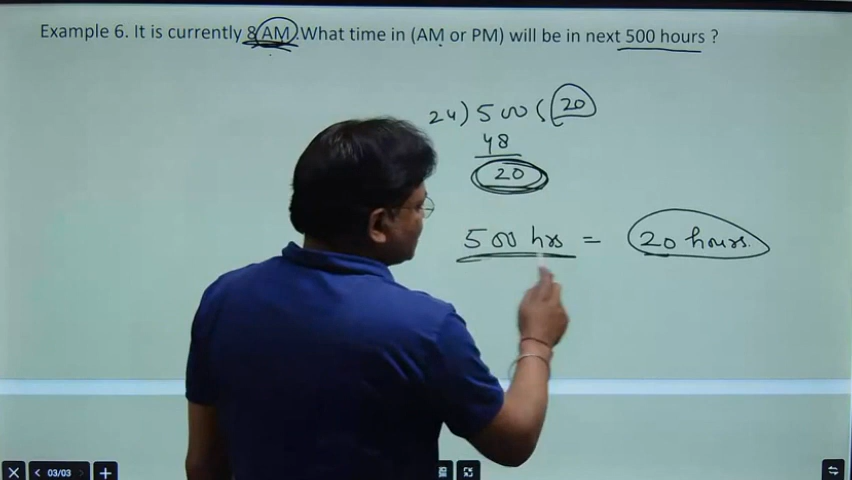 Example 6. It is currently 8 AM. What time in (AM or PM) will be in next 500 hours ?
24) 500 ( 20
48
20
500 hrs = 20 hours.
03/03